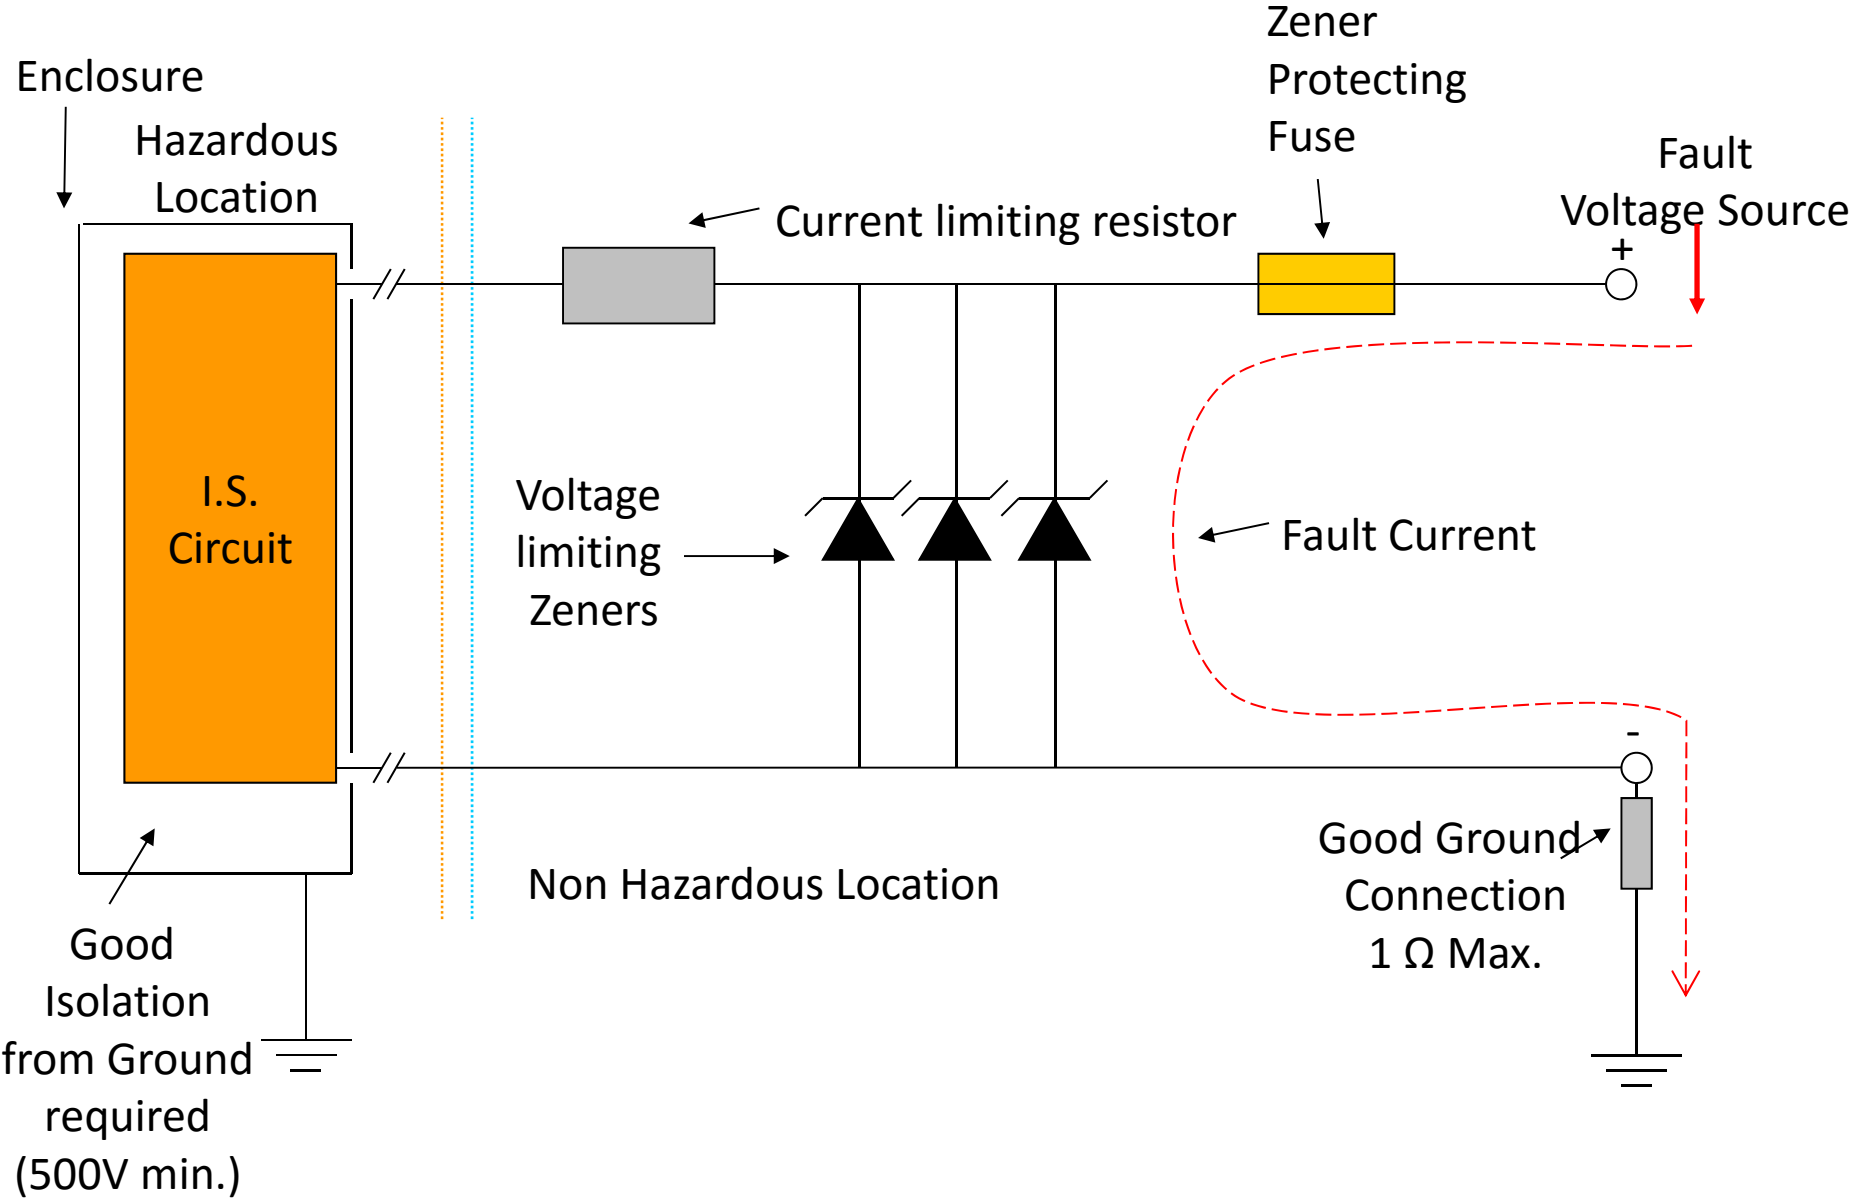 Enclosure
Hazardous
Location
Zener
Protecting
Fuse
Fault
Voltage Source
+
Current limiting resistor
I.S.
Circuit
Voltage
limiting
Zeners
Fault Current
-
Good Ground
Connection
1 Ω Max.
Non Hazardous Location
Good
Isolation
from Ground
required
(500V min.)